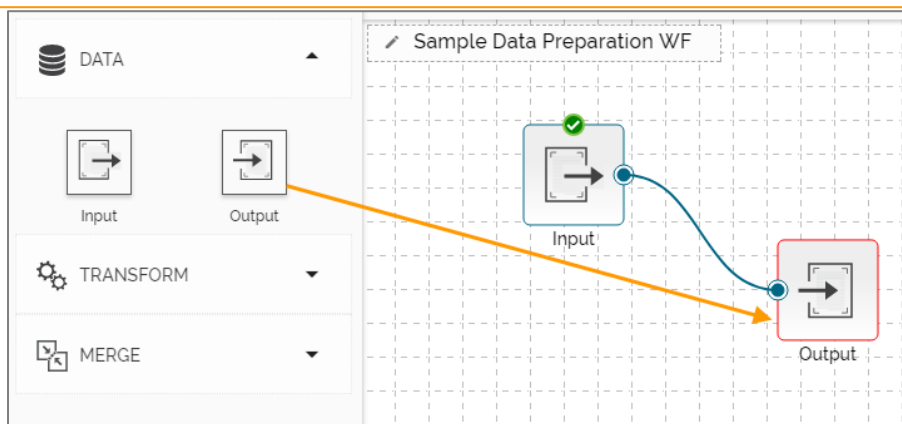 DATA
Input
Output
TRANSFORM
MERGE
Sample Data Preparation WF
Input
Output